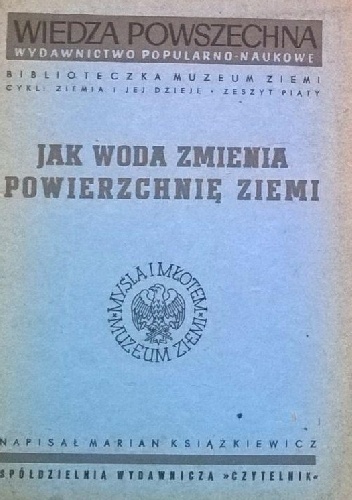 WIEDZA POWSZECHNA
WYDAWNICTWO POPULARNO-NAUKOWE
BIBLIOTECZKA MUZEUM ZIEMI
CYKL: ZIEMIA I JEJ DZIEJE • ZESZYT PIĄTY
JAK WODA ZMIENIA
POWIERZCHNIĘ ZIEMI
MYŚLĄ I MŁOTEM
MUZEUM ZIEMI
NAPISAŁ MARIAN KSIĄŻKIEWICZ
SPÓŁDZIELNIA WYDAWNICZA »CZYTELNIK«